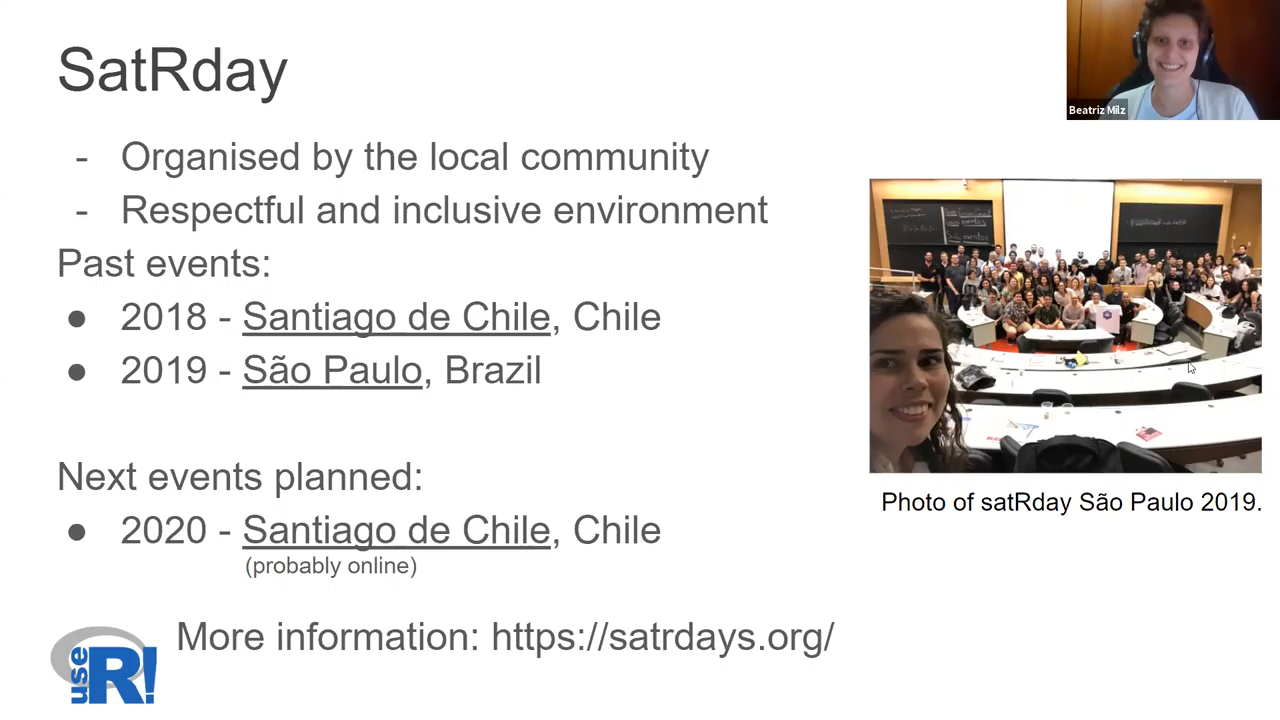 SatRday
Beatriz Milz
- Organised by the local community
- Respectful and inclusive environment
Past events:
● 2018 - Santiago de Chile, Chile
● 2019 - São Paulo, Brazil
Next events planned:
● 2020 - Santiago de Chile, Chile
(probably online)
Photo of satRday São Paulo 2019.
More information: https://satrdays.org/
use
R!